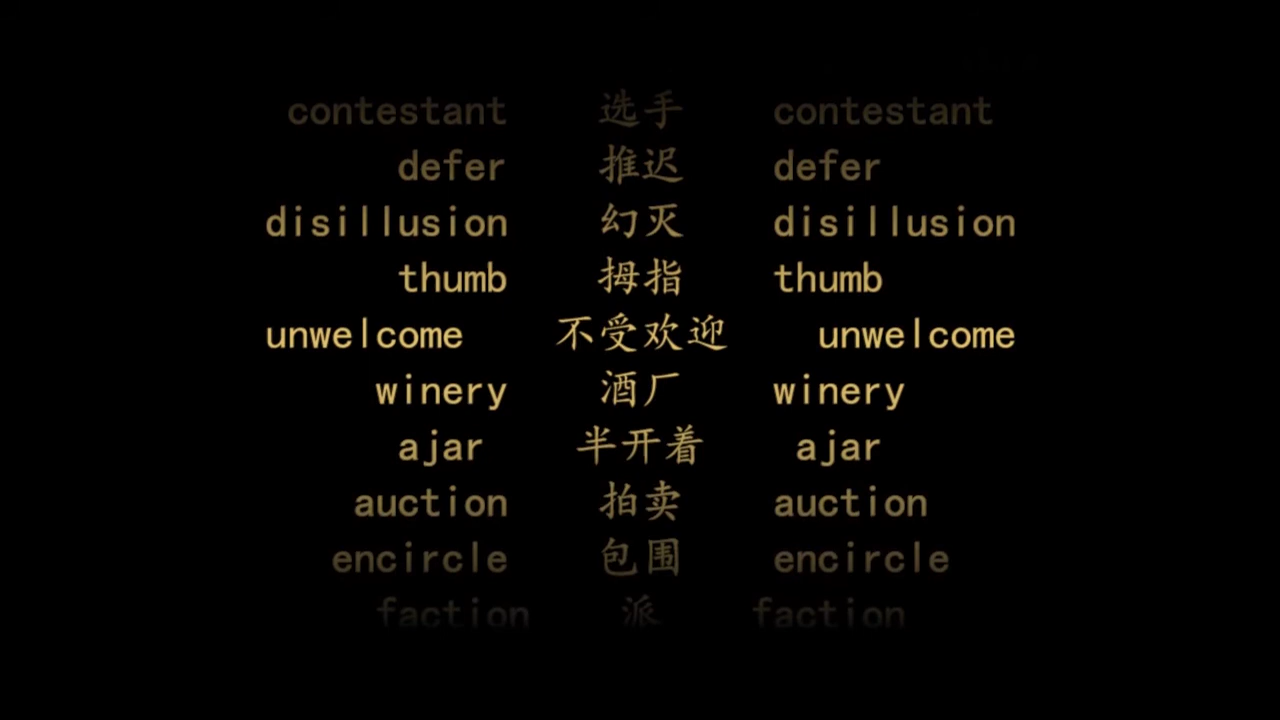 contestant 选手 contestant
defer 推迟 defer
disillusion 幻灭 disillusion
thumb 拇指 thumb
unwelcome 不受欢迎 unwelcome
winery 酒厂 winery
ajar 半开着 ajar
auction 拍卖 auction
encircle 包围 encircle
faction 派 faction